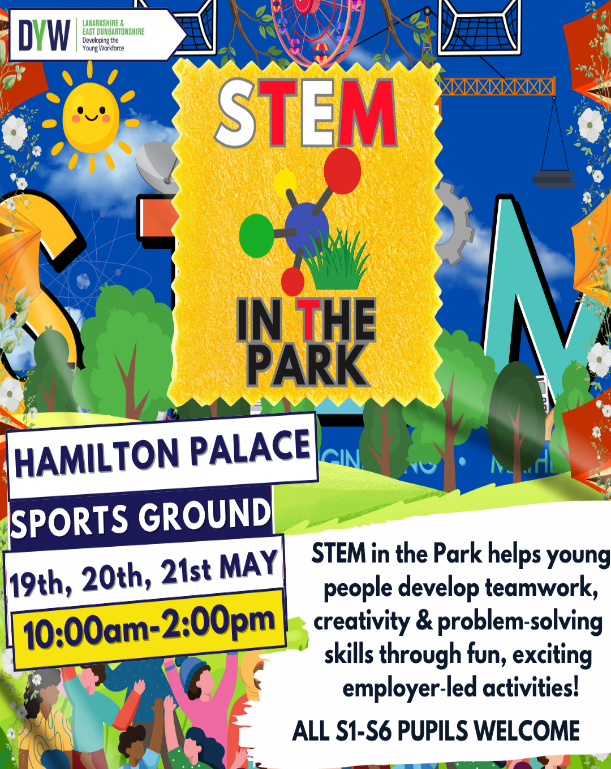 DYW
LANARKSHIRE &
EAST DUNBARTONSHIRE
Developing the
Young Workforce
STEM
IN THE
PARK
HAMILTON PALACE
SPORTS GROUND
19th, 20th, 21st MAY
10:00am-2:00pm
STEM in the Park helps young
people develop teamwork,
creativity & problem-solving
skills through fun, exciting
employer-led activities!
ALL S1-S6 PUPILS WELCOME